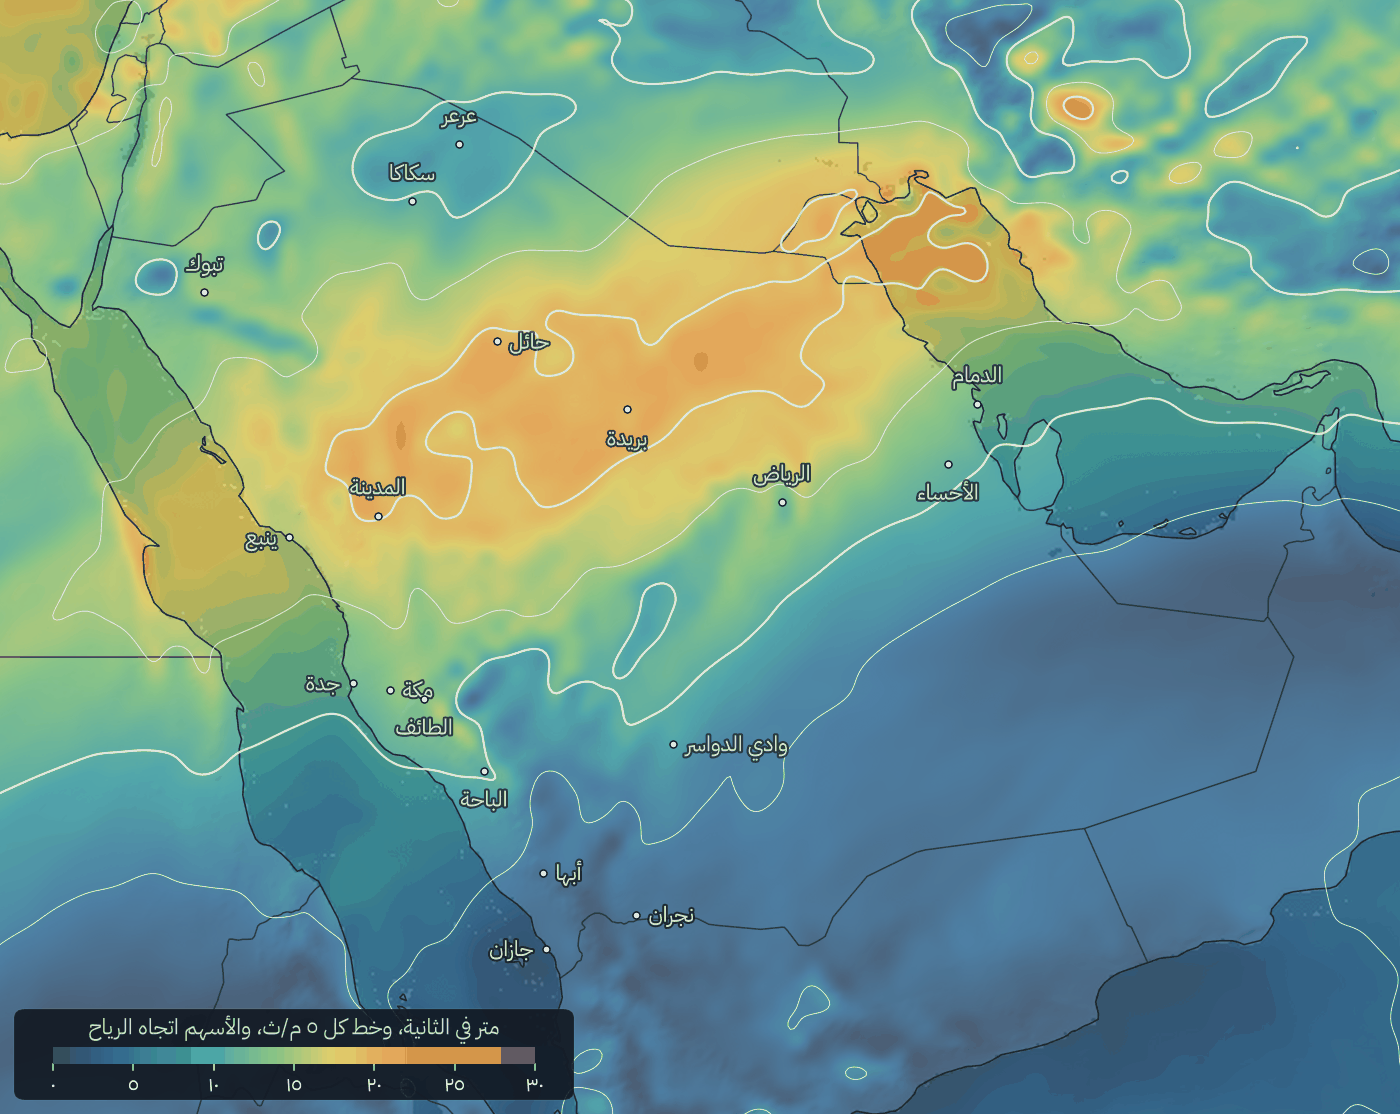 عرعر
سكاكا
تبوك
حائل
الدمام
بريدة
الرياض
المدينة
الأحساء
ينبع
جدة
مكة
الطائف
وادي الدواسر
الباحة
أبها
نجران
جازان
متر في الثانية، وخط كل ٥ م/ث، والأسهم اتجاه الرياح
٠ ٥ ١٠ ١٥ ٢٠ ٢٥ ٣٠